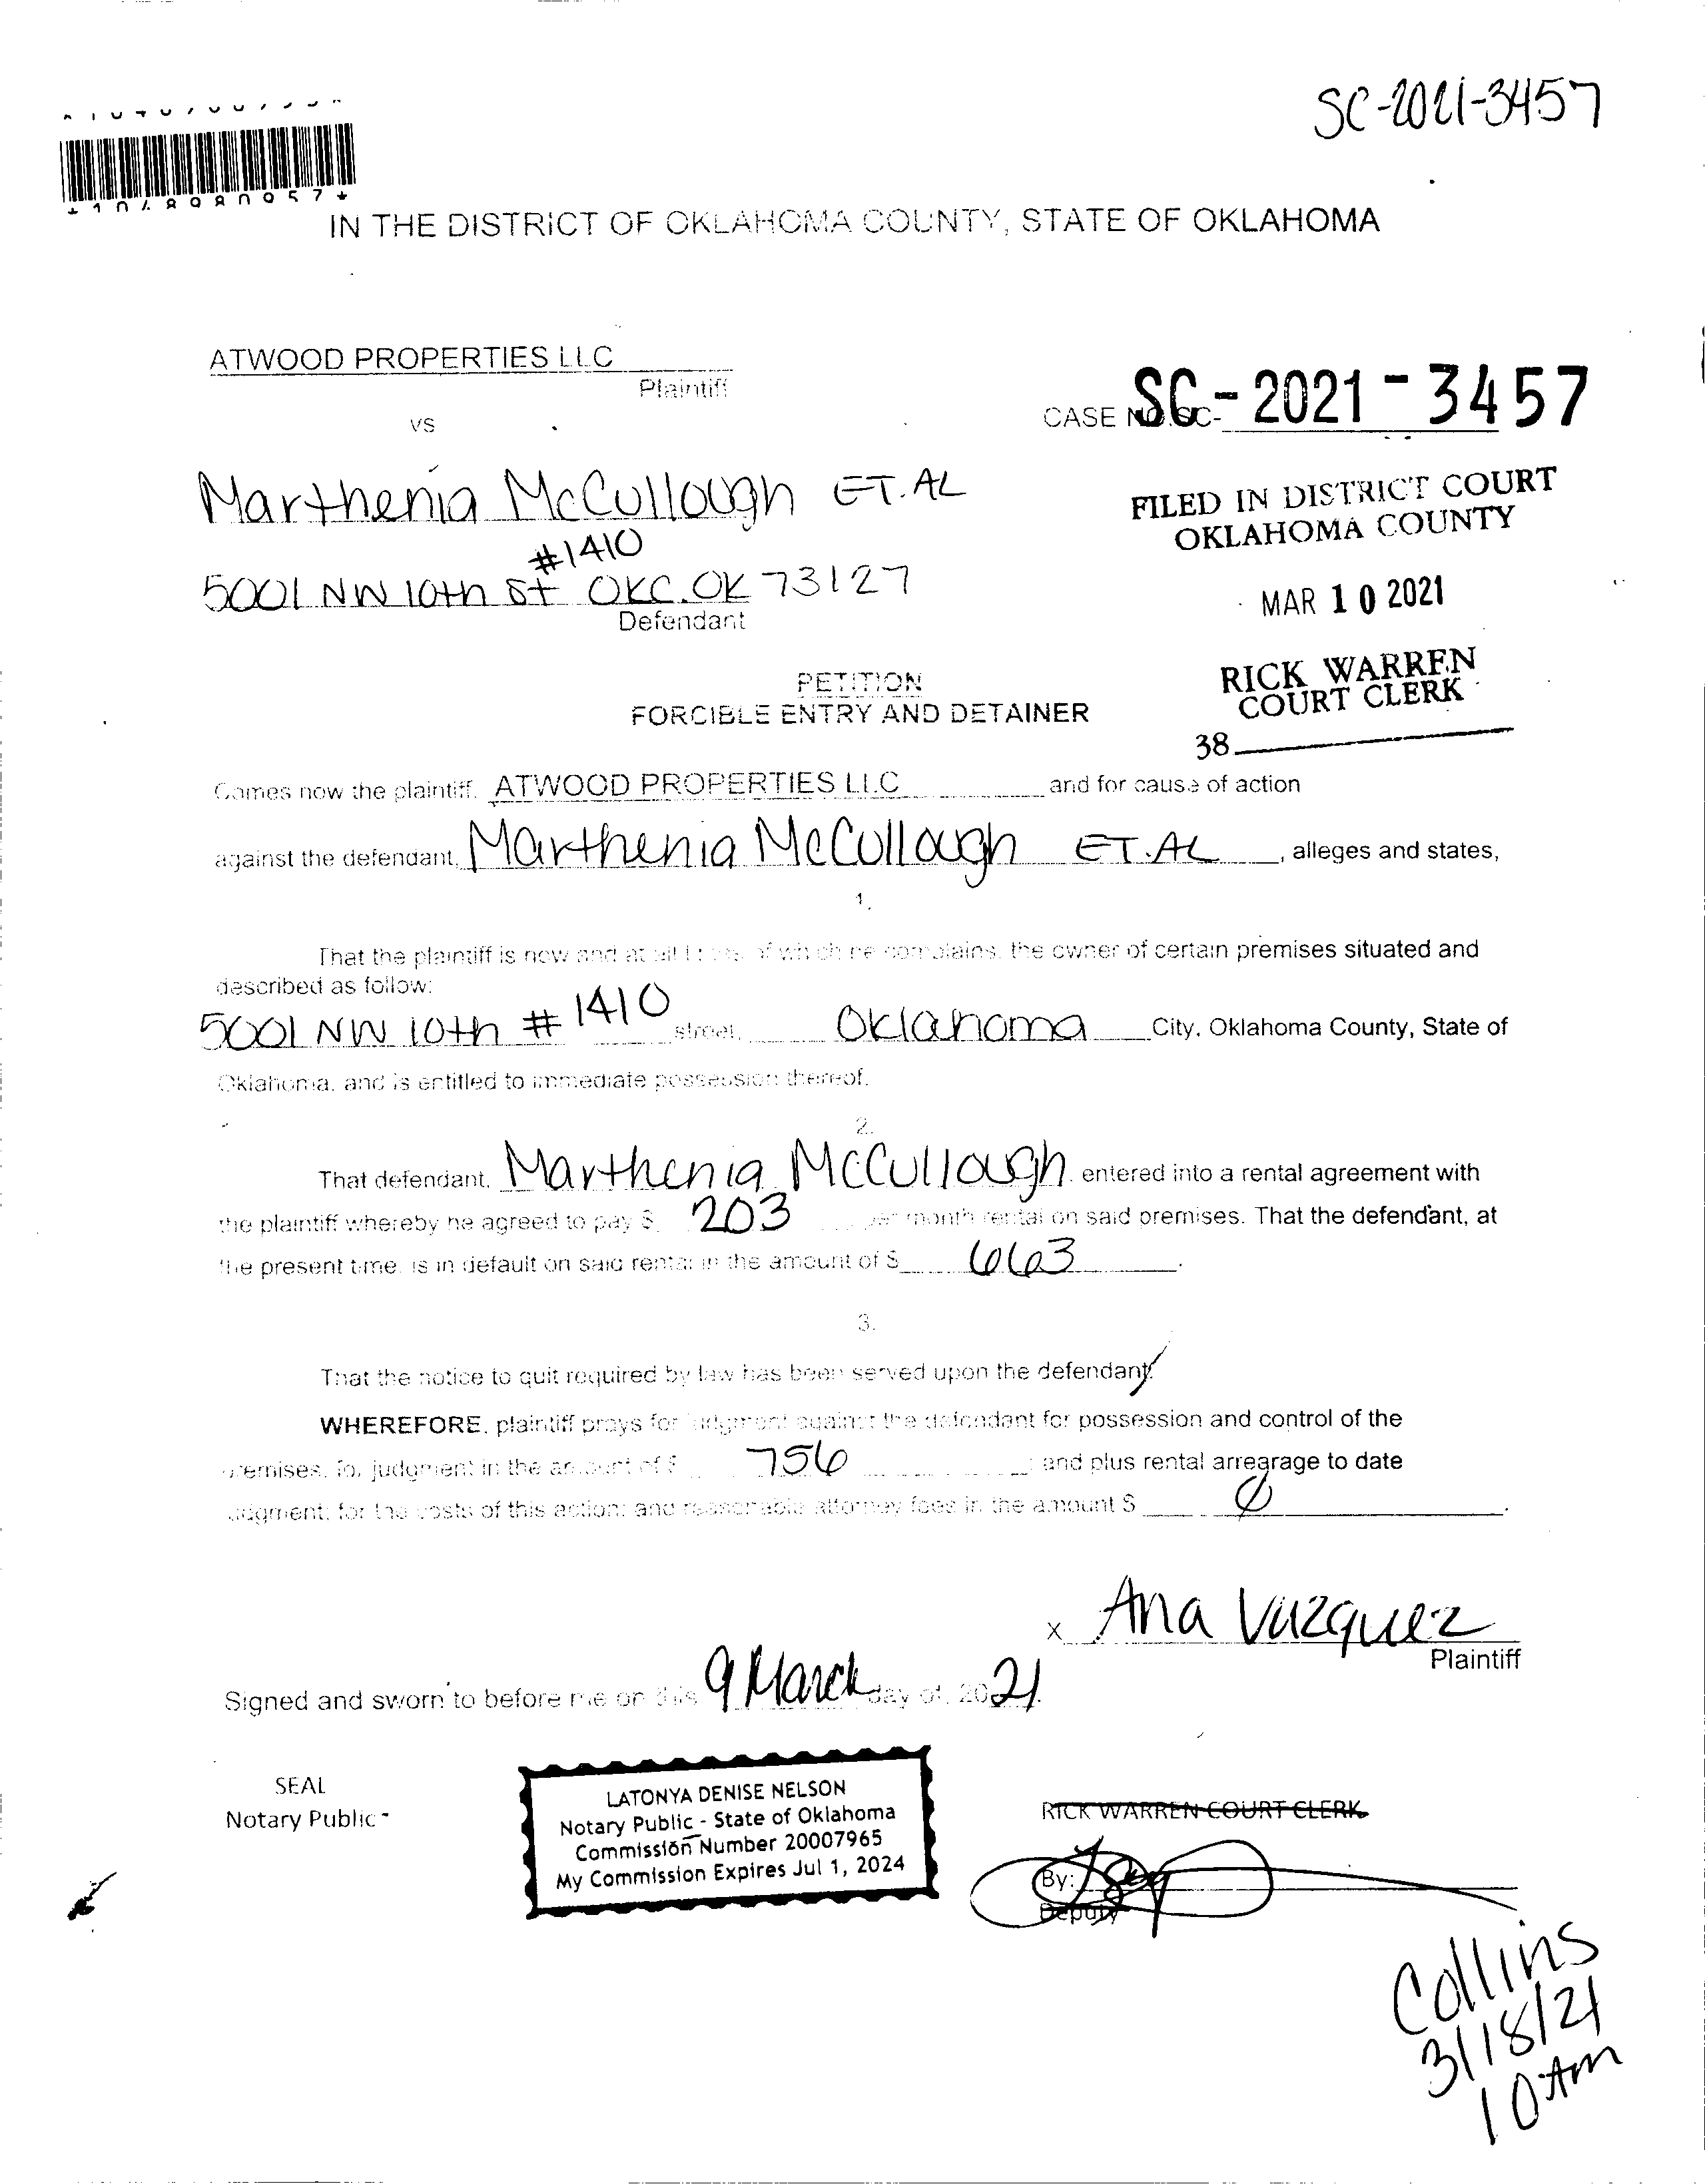 SC-2021-3457
IN THE DISTRICT OF OKLAHOMA COUNTY, STATE OF OKLAHOMA
ATWOOD PROPERTIES LLC
Plaintiff
vs
CASE NO. SC- SC-2021-3457
Marthenia McCullough ET.AL
#1410
5001 NW 10th St OKC.OK 73127
Defendant
FILED IN DISTRICT COURT
OKLAHOMA COUNTY
MAR 10 2021
RICK WARREN
COURT CLERK
38
PETITION
FORCIBLE ENTRY AND DETAINER
Comes now the plaintiff, ATWOOD PROPERTIES LLC and for cause of action
against the defendant, Marthenia McCullough ET.AL, alleges and states,
1.
That the plaintiff is now and at all times of which he complains, the owner of certain premises situated and
described as follow:
5001 NW 10th #1410 street, Oklahoma City, Oklahoma County, State of
Oklahoma, and is entitled to immediate possession thereof.
2.
That defendant, Marthenia McCullough entered into a rental agreement with
the plaintiff whereby he agreed to pay $ 203 per month rental on said premises. That the defendant, at
the present time, is in default on said rental in the amount of $ 663.
3.
That the notice to quit required by law has been served upon the defendant.
WHEREFORE, plaintiff prays for judgment against the defendant for possession and control of the
premises, for judgment in the amount of $ 756; and plus rental arrearage to date
judgment; for the costs of this action; and reasonable attorney fees in the amount $ 0.
x Ana Vazquez
Plaintiff
Signed and sworn to before me on this 9 March day of, 2021.
SEAL
Notary Public
LATONYA DENISE NELSON
Notary Public - State of Oklahoma
Commission Number 20007965
My Commission Expires Jul 1, 2024
RICK WARREN COURT CLERK
By:
Deputy
Collins
3/18/21
10 Am